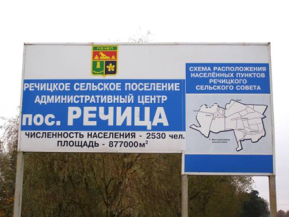 РЕЧИЦКОЕ СЕЛЬСКОЕ ПОСЕЛЕНИЕ
АДМИНИСТРАТИВНЫЙ ЦЕНТР
пос. РЕЧИЦА
ЧИСЛЕННОСТЬ НАСЕЛЕНИЯ - 2530 чел.
ПЛОЩАДЬ - 877000м²
СХЕМА РАСПОЛОЖЕНИЯ
НАСЕЛЁННЫХ ПУНКТОВ
РЕЧИЦКОГО
СЕЛЬСКОГО СОВЕТА